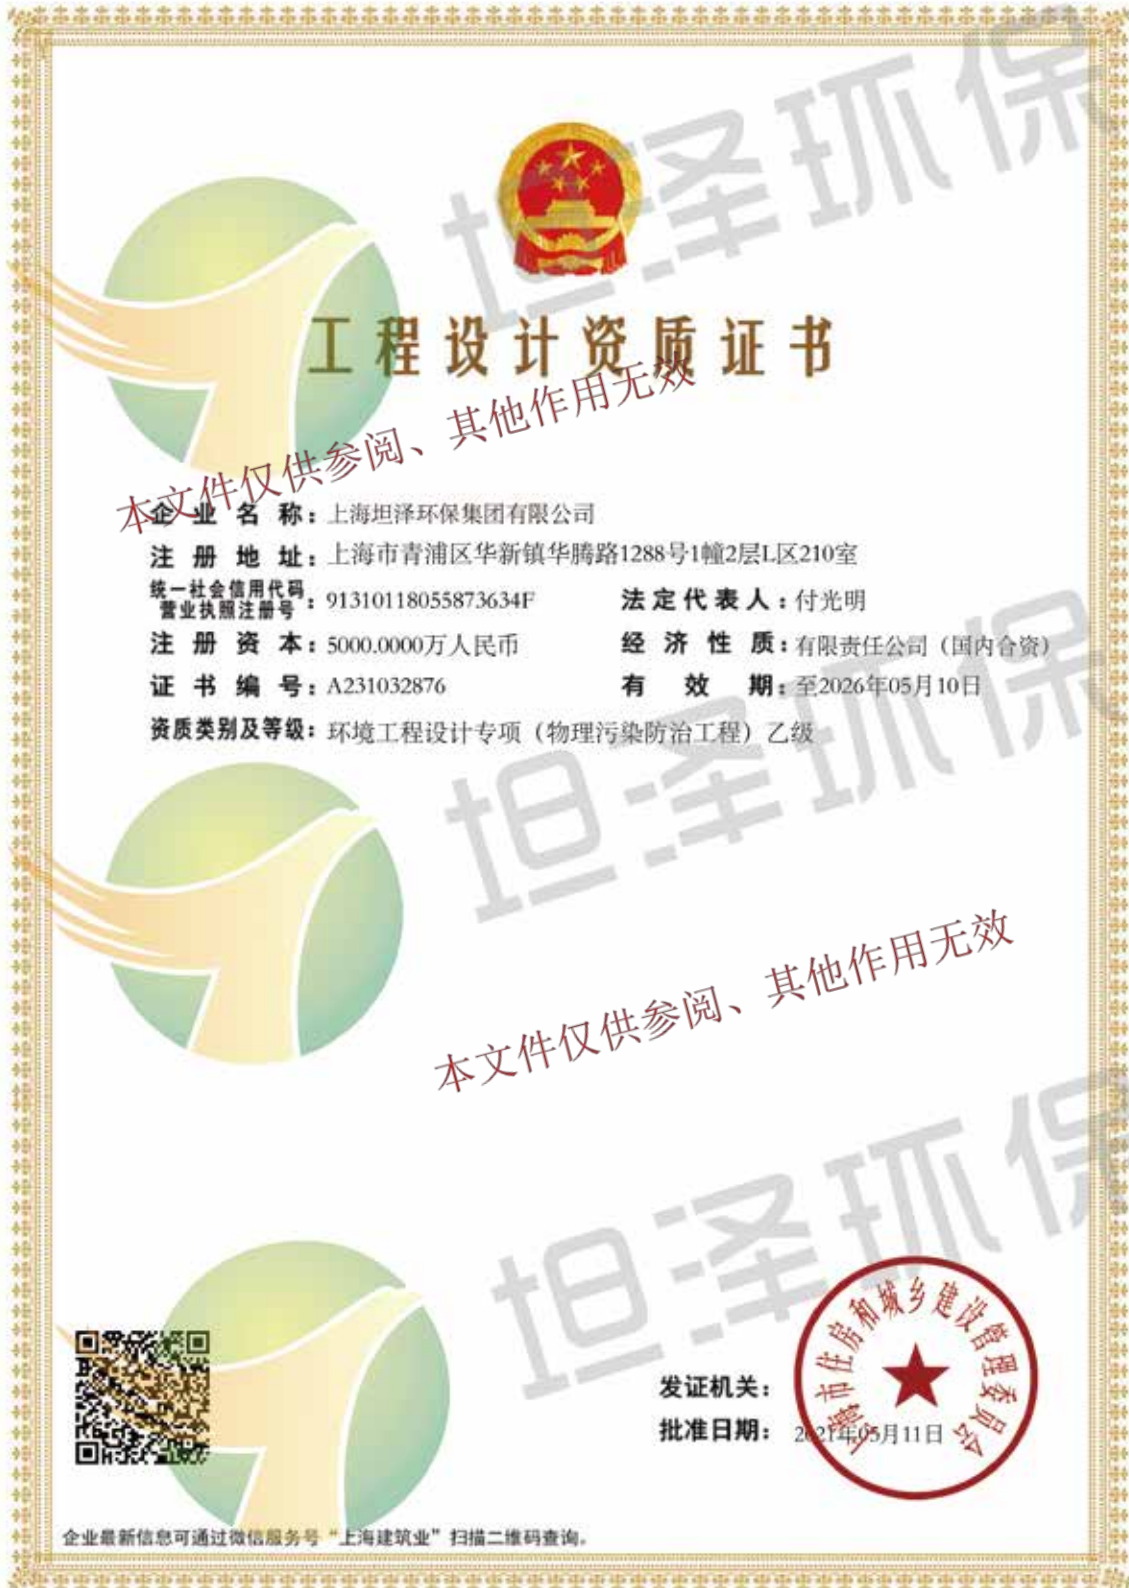 坦泽环保
工程设计资质证书
本文件仅供参阅、其他作用无效
企业名称：上海坦泽环保集团有限公司
注册地址：上海市青浦区华新镇华腾路1288号1幢2层L区210室
统一社会信用代码
营业执照注册号：91310118055873634F 法定代表人：付光明
注册资本：5000.0000万人民币 经济性质：有限责任公司（国内合资）
证书编号：A231032876 有效期：至2026年05月10日
资质类别及等级：环境工程设计专项（物理污染防治工程）乙级
坦泽环保
本文件仅供参阅、其他作用无效
坦泽环保
上海市住房和城乡建设管理委员会
发证机关：
批准日期：2021年05月11日
企业最新信息可通过微信服务号“上海建筑业”扫描二维码查询。